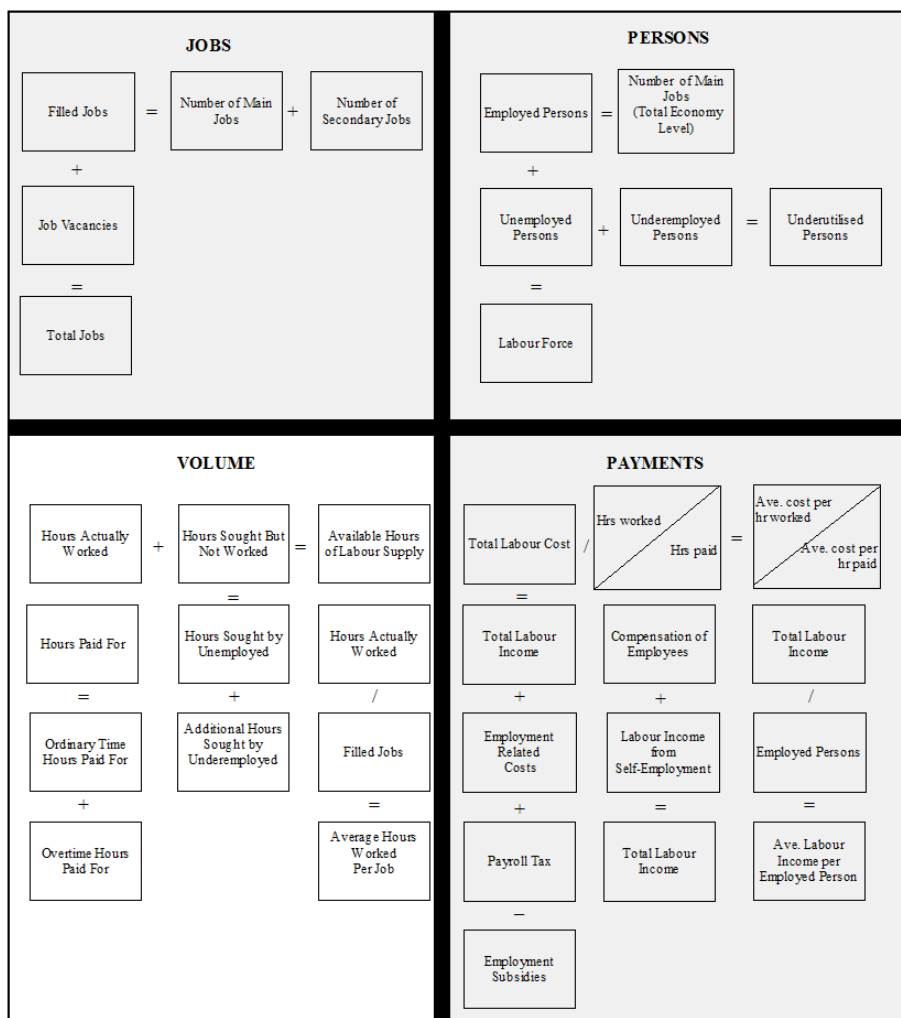 JOBS
Filled Jobs
=
Number of Main
Jobs
+
Number of
Secondary Jobs
+
Job Vacancies
=
Total Jobs
PERSONS
Employed Persons
=
Number of Main
Jobs
(Total Economy
Level)
+
Unemployed
Persons
+
Underemployed
Persons
=
Underutilised
Persons
=
Labour Force
VOLUME
Hours Actually
Worked
+
Hours Sought But
Not Worked
=
Available Hours
of Labour Supply
=
Hours Paid For
Hours Sought by
Unemployed
Hours Actually
Worked
=
+
/
Ordinary Time
Hours Paid For
Additional Hours
Sought by
Underemployed
Filled Jobs
+
=
Overtime Hours
Paid For
Average Hours
Worked
Per Job
PAYMENTS
Total Labour Cost
/
Hrs worked
Hrs paid
=
Ave. cost per
hr worked
Ave. cost per
hr paid
=
Total Labour
Income
Compensation of
Employees
Total Labour
Income
+
+
/
Employment
Related
Costs
Labour Income
from
Self-Employment
Employed Persons
+
=
=
Payroll Tax
Total Labour
Income
Ave. Labour
Income per
Employed Person
−
Employment
Subsidies